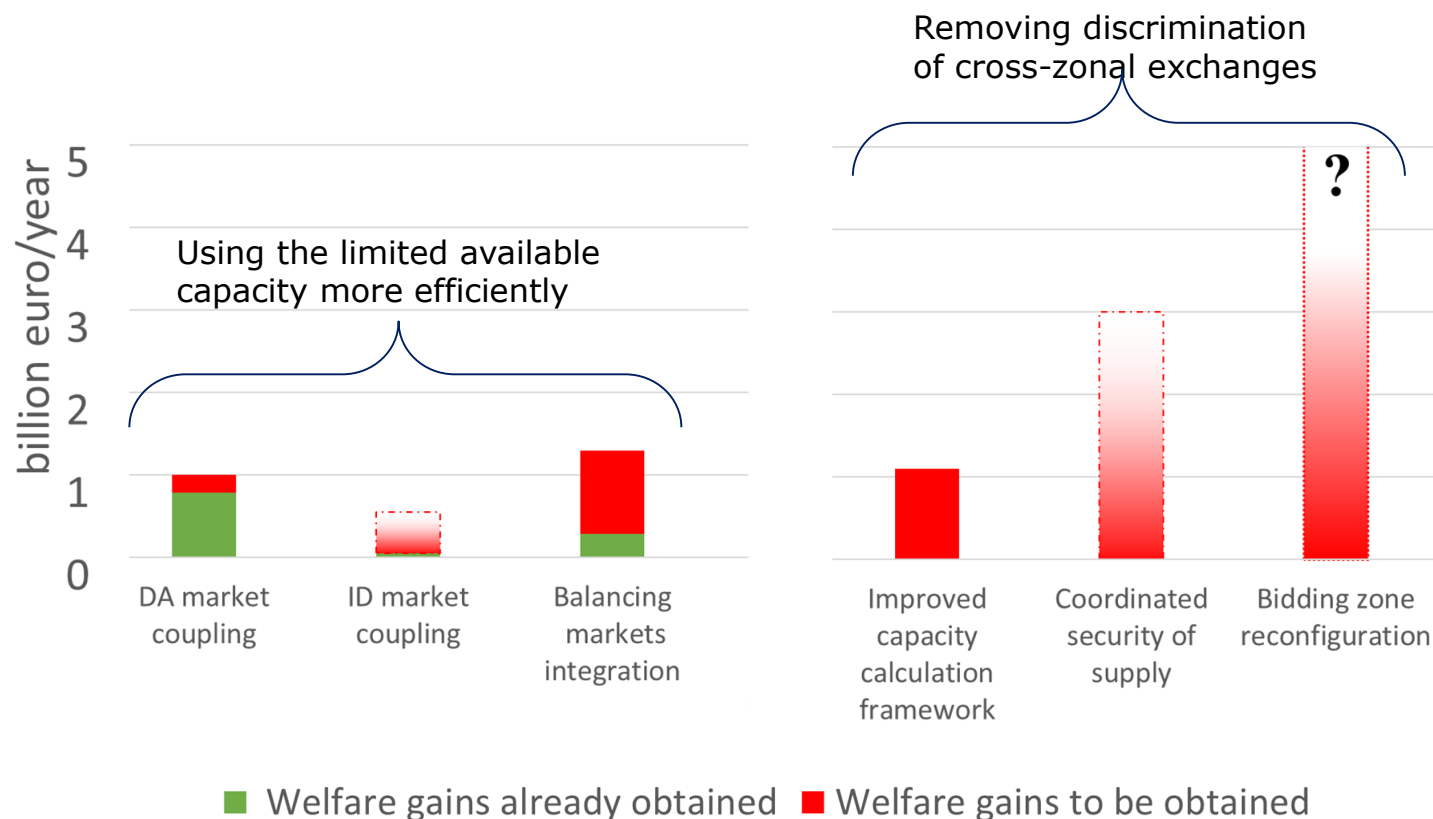 Removing discrimination
of cross-zonal exchanges
billion euro/year
5
4
3
2
1
0
Using the limited available
capacity more efficiently
?
DA market
coupling
ID market
coupling
Balancing
markets
integration
Improved
capacity
calculation
framework
Coordinated
security of
supply
Bidding zone
reconfiguration
Welfare gains already obtained
Welfare gains to be obtained